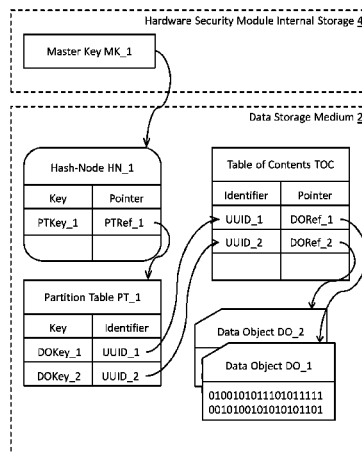 Hardware Security Module Internal Storage 4
Master Key MK_1
Data Storage Medium 2
Hash-Node HN_1
Key Pointer
PTKey_1 PTRef_1
Table of Contents TOC
Identifier Pointer
UUID_1 DORef_1
UUID_2 DORef_2
Partition Table PT_1
Key Identifier
DOKey_1 UUID_1
DOKey_2 UUID_2
Data Object DO_2
Data Object DO_1
0100101011101011111
0010100101010101101